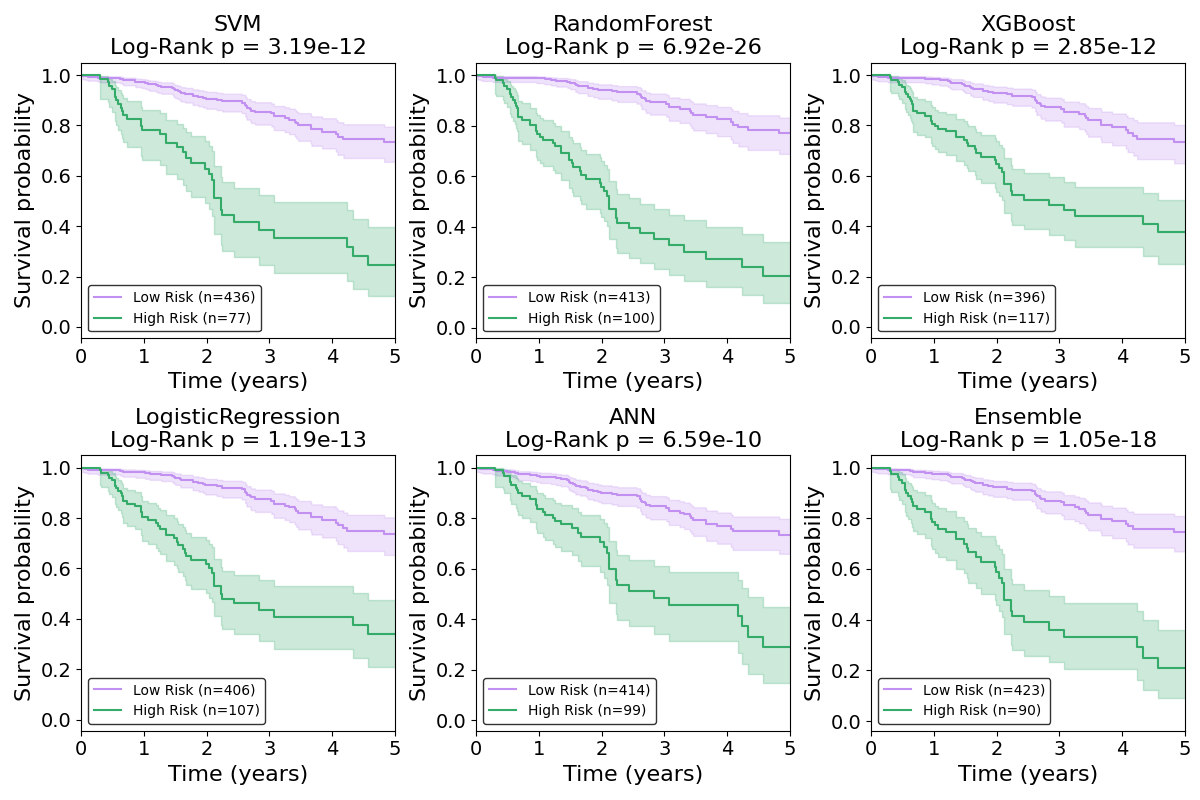 SVM
Log-Rank p = 3.19e-12
Survival probability
1.0
0.8
0.6
0.4
0.2
0.0
Low Risk (n=436)
High Risk (n=77)
0 1 2 3 4 5
Time (years)
RandomForest
Log-Rank p = 6.92e-26
Survival probability
1.0
0.8
0.6
0.4
0.2
0.0
Low Risk (n=413)
High Risk (n=100)
0 1 2 3 4 5
Time (years)
XGBoost
Log-Rank p = 2.85e-12
Survival probability
1.0
0.8
0.6
0.4
0.2
0.0
Low Risk (n=396)
High Risk (n=117)
0 1 2 3 4 5
Time (years)
LogisticRegression
Log-Rank p = 1.19e-13
Survival probability
1.0
0.8
0.6
0.4
0.2
0.0
Low Risk (n=406)
High Risk (n=107)
0 1 2 3 4 5
Time (years)
ANN
Log-Rank p = 6.59e-10
Survival probability
1.0
0.8
0.6
0.4
0.2
0.0
Low Risk (n=414)
High Risk (n=99)
0 1 2 3 4 5
Time (years)
Ensemble
Log-Rank p = 1.05e-18
Survival probability
1.0
0.8
0.6
0.4
0.2
0.0
Low Risk (n=423)
High Risk (n=90)
0 1 2 3 4 5
Time (years)